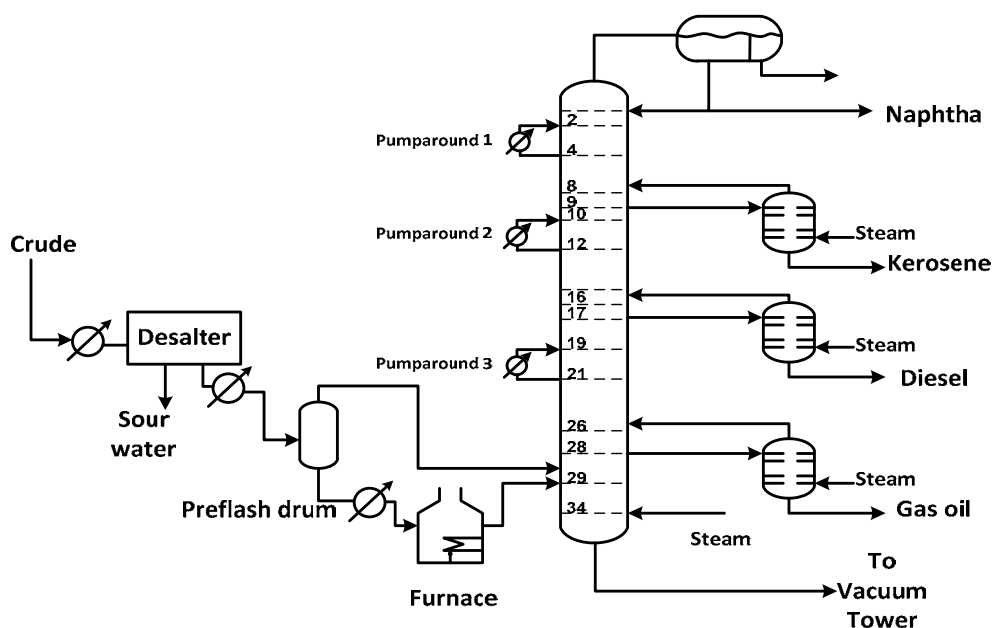 Naphtha
2
Pumparound 1
4
8
9
10
Pumparound 2
12
Steam
Kerosene
Crude
16
17
Desalter
19
Steam
Pumparound 3
21
Diesel
Sour
water
26
28
29
Steam
Preflash drum
34
Gas oil
Steam
Furnace
To
Vacuum
Tower